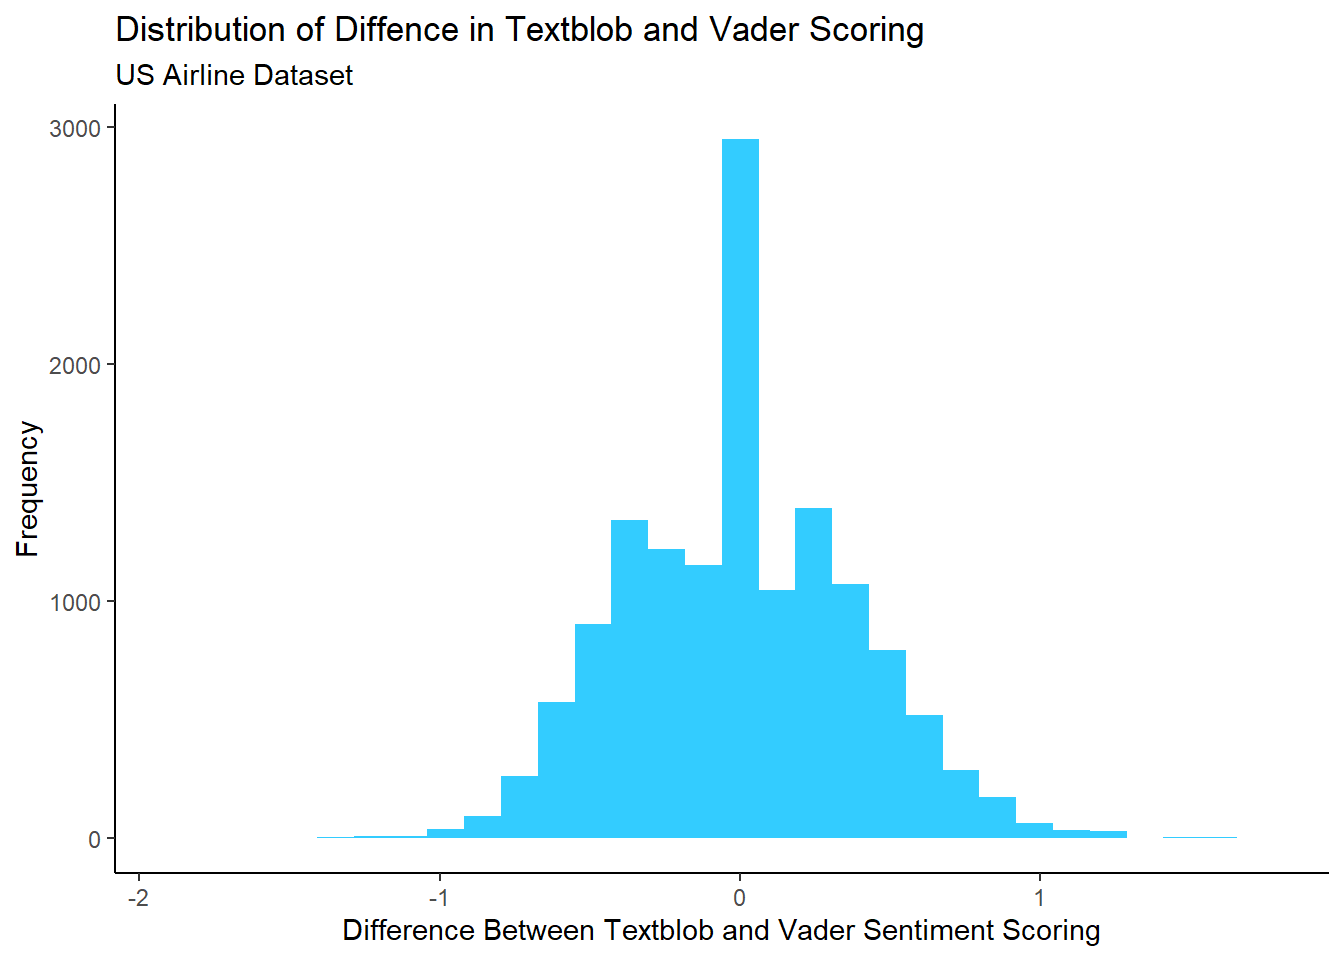 Distribution of Diffence in Textblob and Vader Scoring
US Airline Dataset
3000
2000
1000
0
Frequency
-2
-1
0
1
Difference Between Textblob and Vader Sentiment Scoring